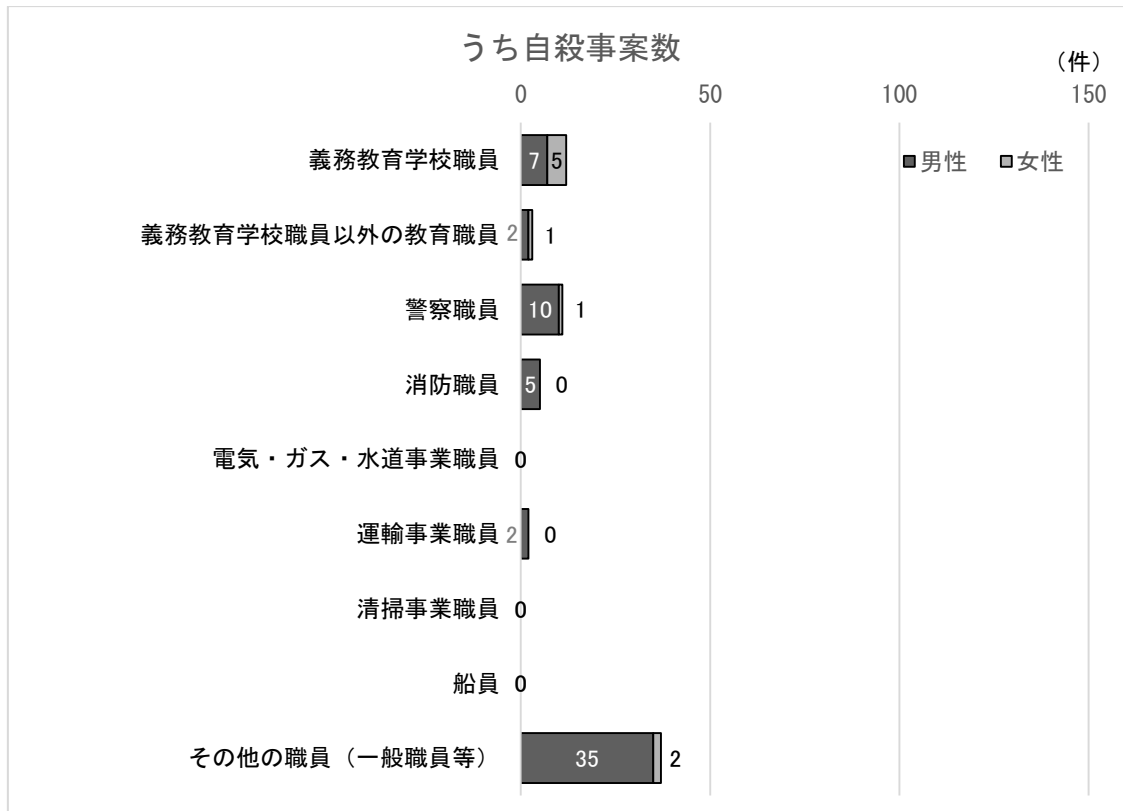 うち自殺事案数
（件）
0 50 100 150
■男性 ■女性
義務教育学校職員 7 5
義務教育学校職員以外の教育職員 2 1
警察職員 10 1
消防職員 5 0
電気・ガス・水道事業職員 0
運輸事業職員 2 0
清掃事業職員 0
船員 0
その他の職員（一般職員等） 35 2